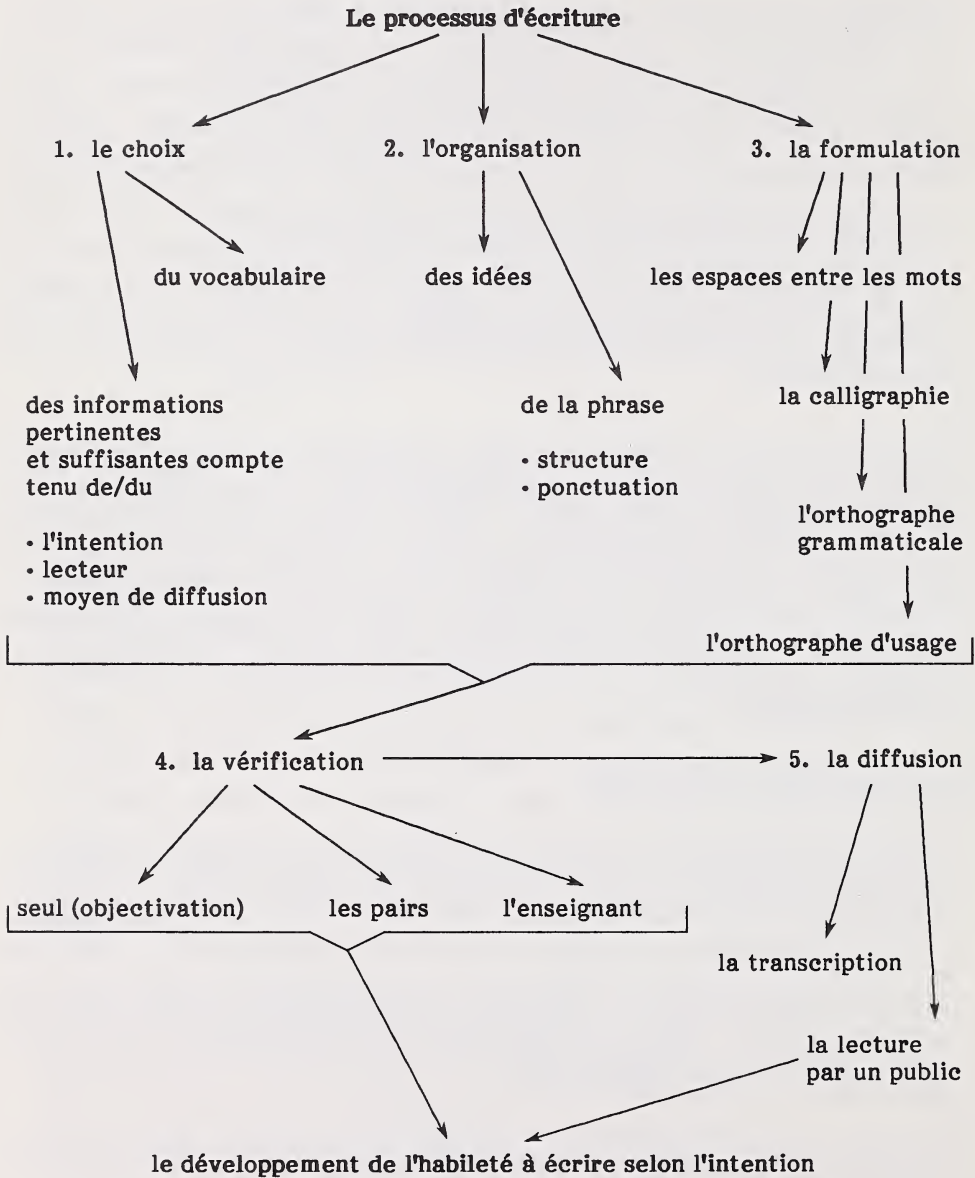 Le processus d'écriture
1. le choix
2. l'organisation
3. la formulation
du vocabulaire
des idées
les espaces entre les mots
des informations
pertinentes
et suffisantes compte
tenu de/du
• l'intention
• lecteur
• moyen de diffusion
de la phrase
• structure
• ponctuation
la calligraphie
l'orthographe
grammaticale
l'orthographe d'usage
4. la vérification
5. la diffusion
seul (objectivation)
les pairs
l'enseignant
la transcription
la lecture
par un public
le développement de l'habileté à écrire selon l'intention